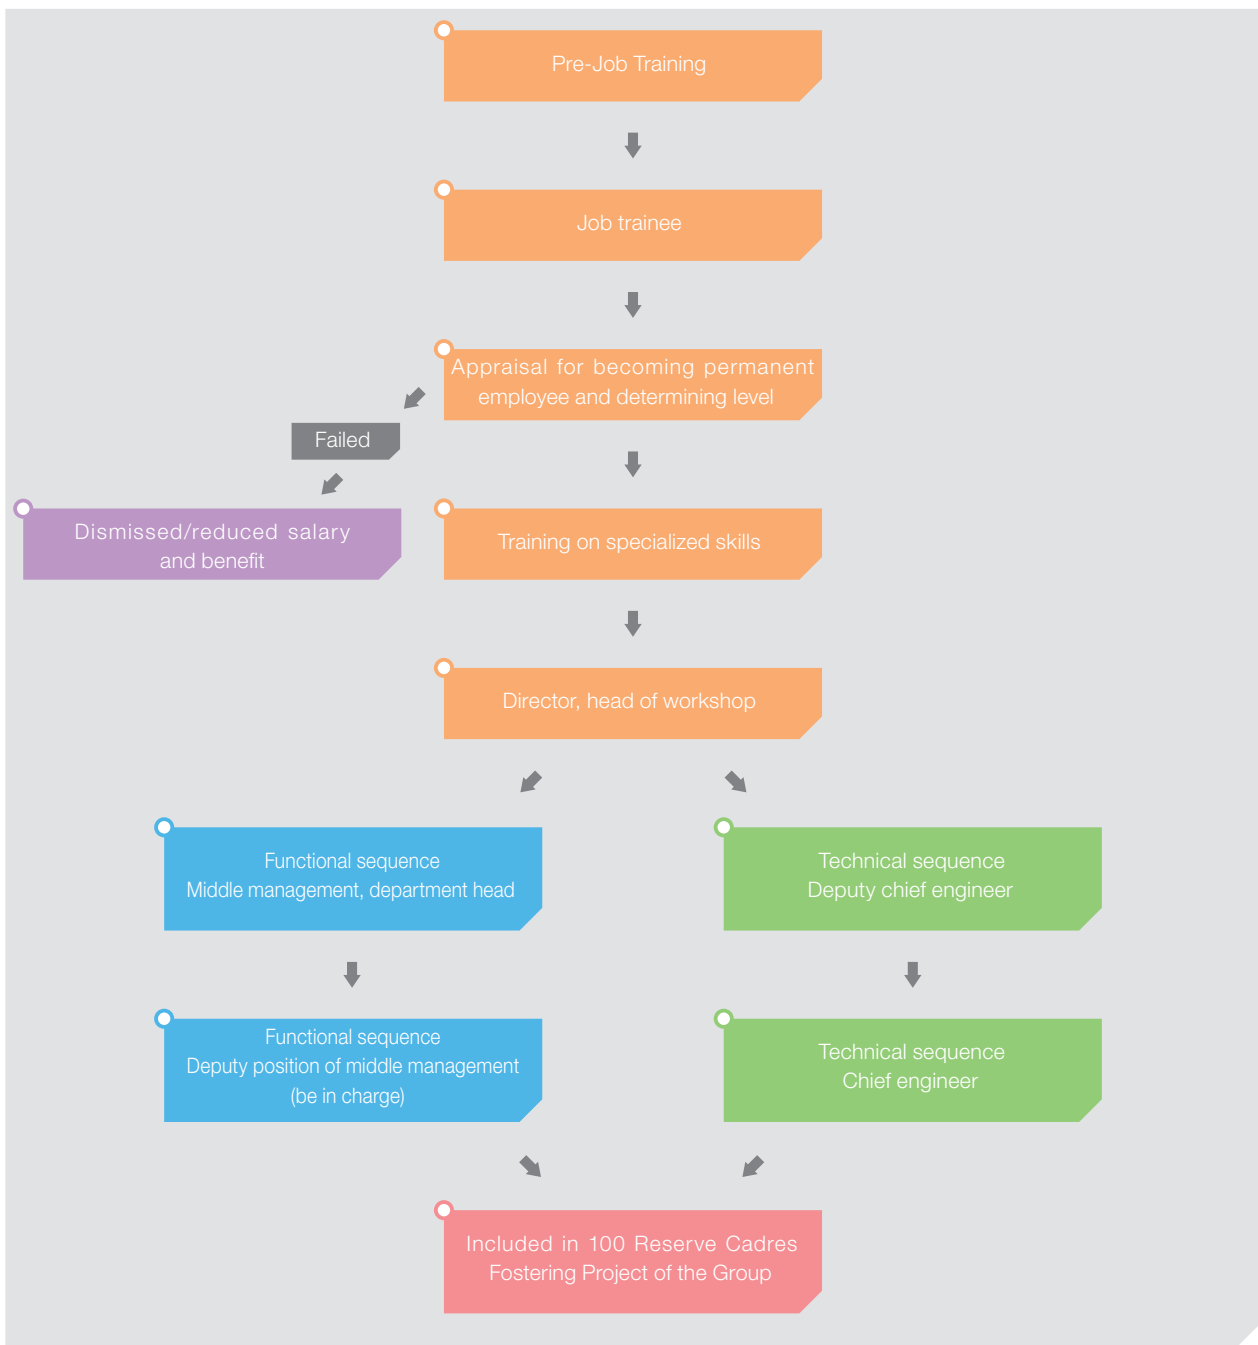 Pre-Job Training
Job trainee
Appraisal for becoming permanent
employee and determining level
Failed
Dismissed/reduced salary
and benefit
Training on specialized skills
Director, head of workshop
Functional sequence
Middle management, department head
Technical sequence
Deputy chief engineer
Functional sequence
Deputy position of middle management
(be in charge)
Technical sequence
Chief engineer
Included in 100 Reserve Cadres
Fostering Project of the Group